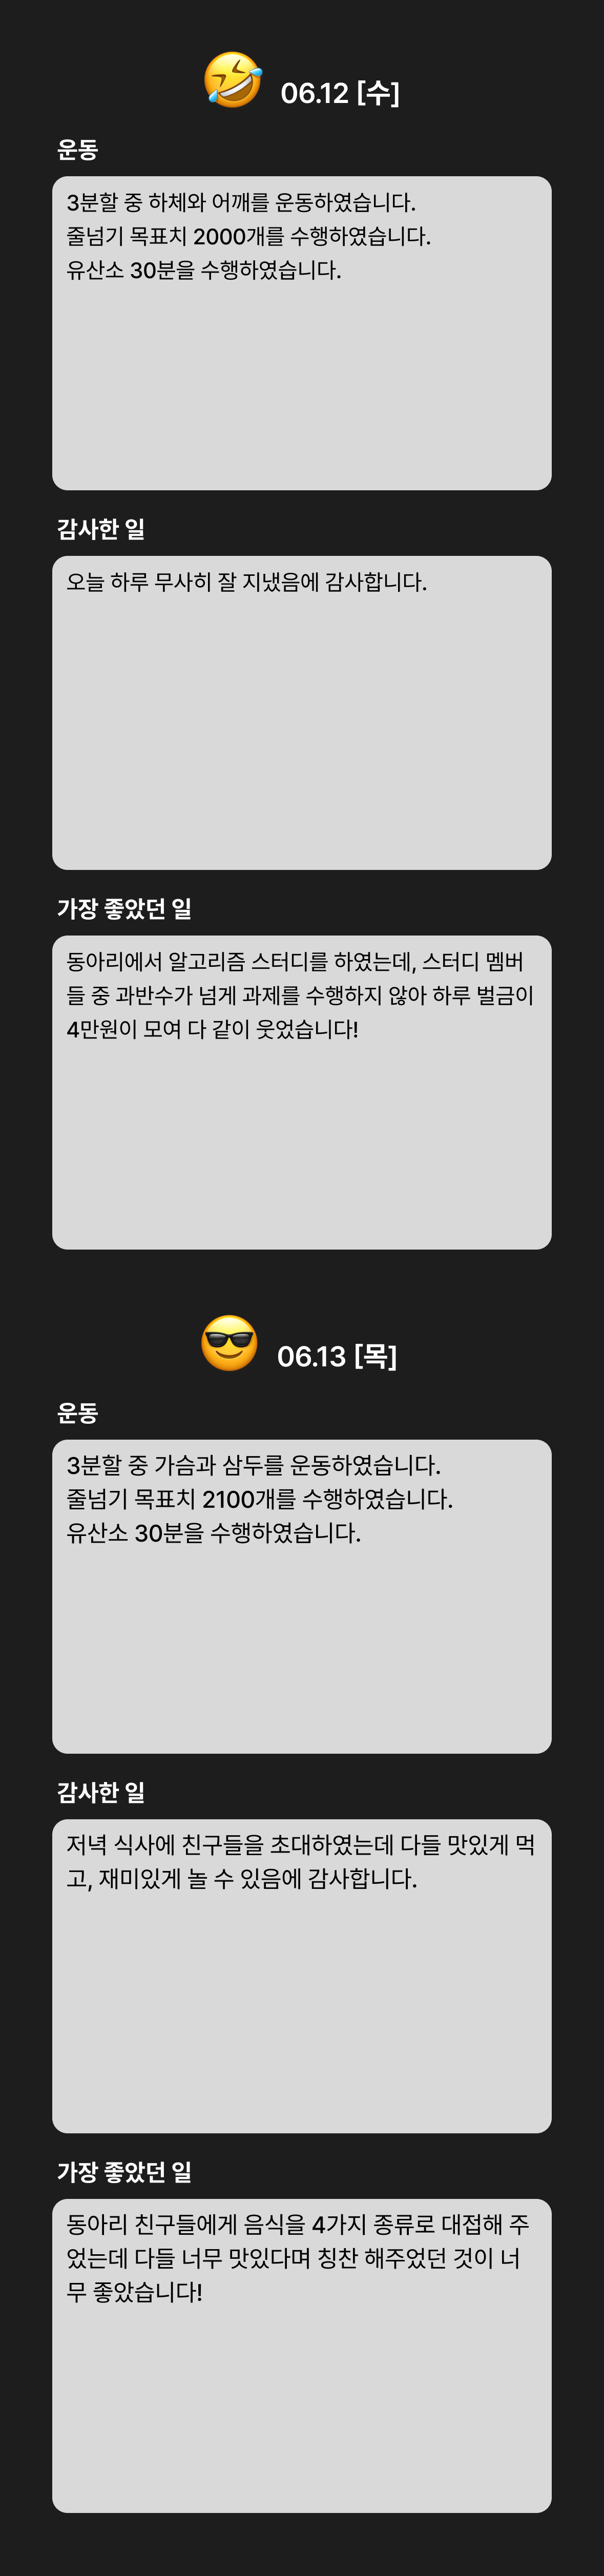 🤣 06.12 [수]
운동
3분할 중 하체와 어깨를 운동하였습니다.
줄넘기 목표치 2000개를 수행하였습니다.
유산소 30분을 수행하였습니다.
감사한 일
오늘 하루 무사히 잘 지냈음에 감사합니다.
가장 좋았던 일
동아리에서 알고리즘 스터디를 하였는데, 스터디 멤버
들 중 과반수가 넘게 과제를 수행하지 않아 하루 벌금이
4만원이 모여 다 같이 웃었습니다!
😎 06.13 [목]
운동
3분할 중 가슴과 삼두를 운동하였습니다.
줄넘기 목표치 2100개를 수행하였습니다.
유산소 30분을 수행하였습니다.
감사한 일
저녁 식사에 친구들을 초대하였는데 다들 맛있게 먹
고, 재미있게 놀 수 있음에 감사합니다.
가장 좋았던 일
동아리 친구들에게 음식을 4가지 종류로 대접해 주
었는데 다들 너무 맛있다며 칭찬 해주었던 것이 너
무 좋았습니다!